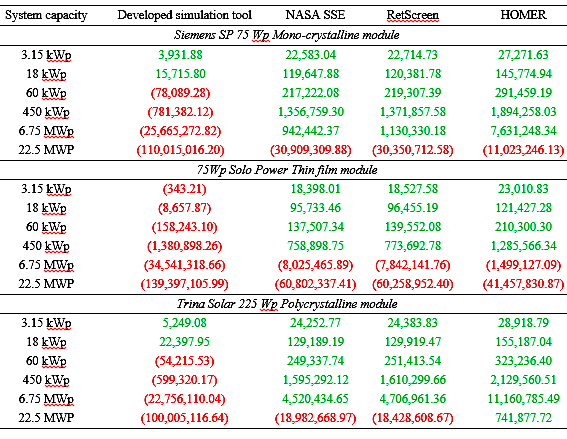 System capacity Developed simulation tool NASA SSE RetScreen HOMER
Siemens SP 75 Wp Mono-crystalline module
3.15 kWp 3,931.88 22,583.04 22,714.73 27,271.63
18 kWp 15,715.80 119,647.88 120,381.78 145,774.94
60 kWp (78,089.28) 217,222.08 219,307.39 291,459.19
450 kWp (781,382.12) 1,356,759.30 1,371,857.58 1,894,258.03
6.75 MWp (25,665,272.82) 942,442.37 1,130,330.18 7,631,248.34
22.5 MWP (110,015,016.20) (30,909,309.88) (30,350,712.58) (11,023,246.13)
75Wp Solo Power Thin film module
3.15 kWp (343.21) 18,398.01 18,527.58 23,010.83
18 kWp (8,657.87) 95,733.46 96,455.19 121,427.28
60 kWp (158,243.10) 137,507.34 139,552.08 210,300.30
450 kWp (1,380,898.26) 758,898.75 773,692.78 1,285,566.34
6.75 MWp (34,541,318.66) (8,025,465.89) (7,842,141.76) (1,499,127.09)
22.5 MWP (139,397,105.99) (60,802,337.41) (60,258,952.40) (41,457,830.87)
Trina Solar 225 Wp Polycrystalline module
3.15 kWp 5,249.08 24,252.77 24,383.83 28,918.79
18 kWp 22,397.95 129,189.19 129,919.47 155,187.04
60 kWp (54,215.53) 249,337.74 251,413.54 323,236.40
450 kWp (599,320.17) 1,595,292.12 1,610,299.66 2,129,560.51
6.75 MWp (22,756,110.04) 4,520,434.65 4,706,961.36 11,160,785.49
22.5 MWP (100,005,116.64) (18,982,668.97) (18,428,608.67) 741,877.72